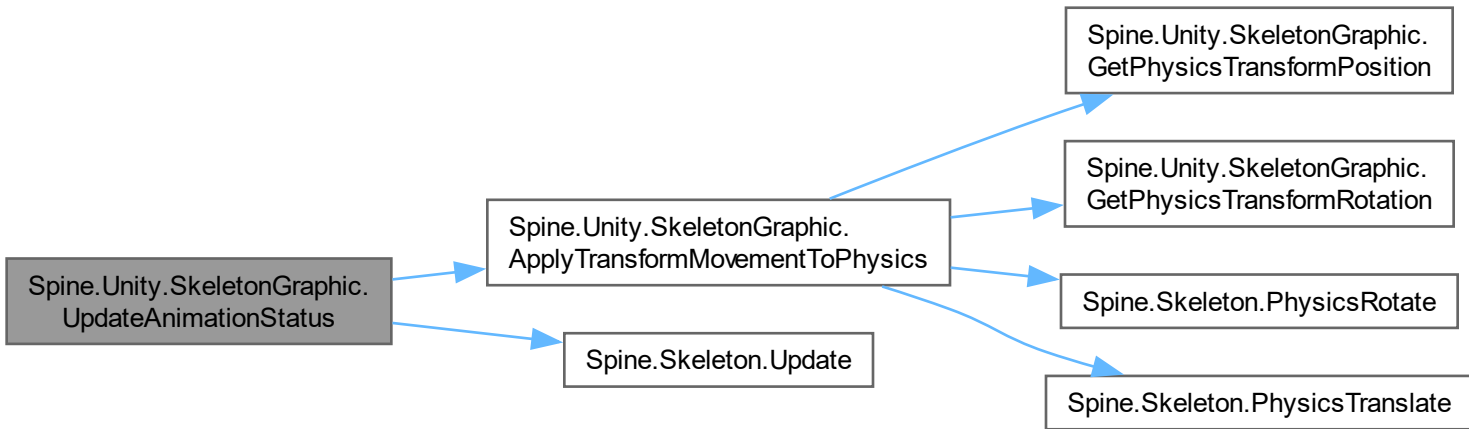 Spine.Unity.SkeletonGraphic.
GetPhysicsTransformPosition
Spine.Unity.SkeletonGraphic.
GetPhysicsTransformRotation
Spine.Unity.SkeletonGraphic.
ApplyTransformMovementToPhysics
Spine.Unity.SkeletonGraphic.
UpdateAnimationStatus
Spine.Skeleton.PhysicsRotate
Spine.Skeleton.Update
Spine.Skeleton.PhysicsTranslate